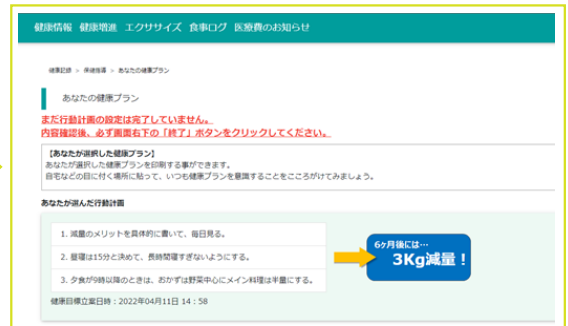 健康情報 健康増進 エクササイズ 食事ログ 医療費のお知らせ
健康記録 > 保健指導 > あなたの健康プラン
あなたの健康プラン
まだ行動計画の設定は完了していません。
内容確認後、必ず画面右下の「終了」ボタンをクリックしてください。
【あなたが選択した健康プラン】
あなたが選択した健康プランを印刷する事ができます。
自宅などの目に付く場所に貼って、いつも健康プランを意識することをこころがけてみましょう。
あなたが選んだ行動計画
1. 減量のメリットを具体的に書いて、毎日見る。
2. 昼寝は15分と決めて、長時間寝すぎないようにする。
3. 夕食が9時以降のときは、おかずは野菜中心にメイン料理は半量にする。
6ヶ月後には…
3Kg減量！
健康目標立案日時：2022年04月11日 14：58